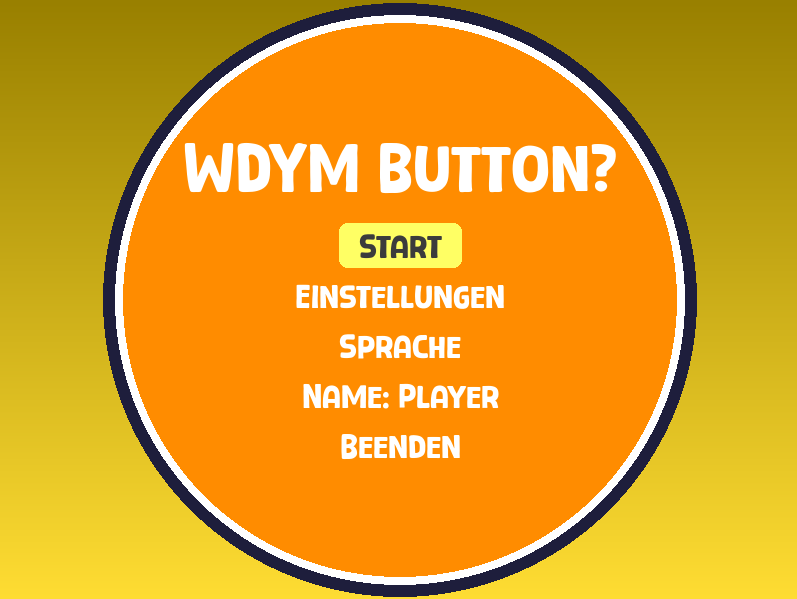 WDYM BUTTON?
START
EINSTELLUNGEN
SPRACHE
NAME: PLAYER
BEENDEN